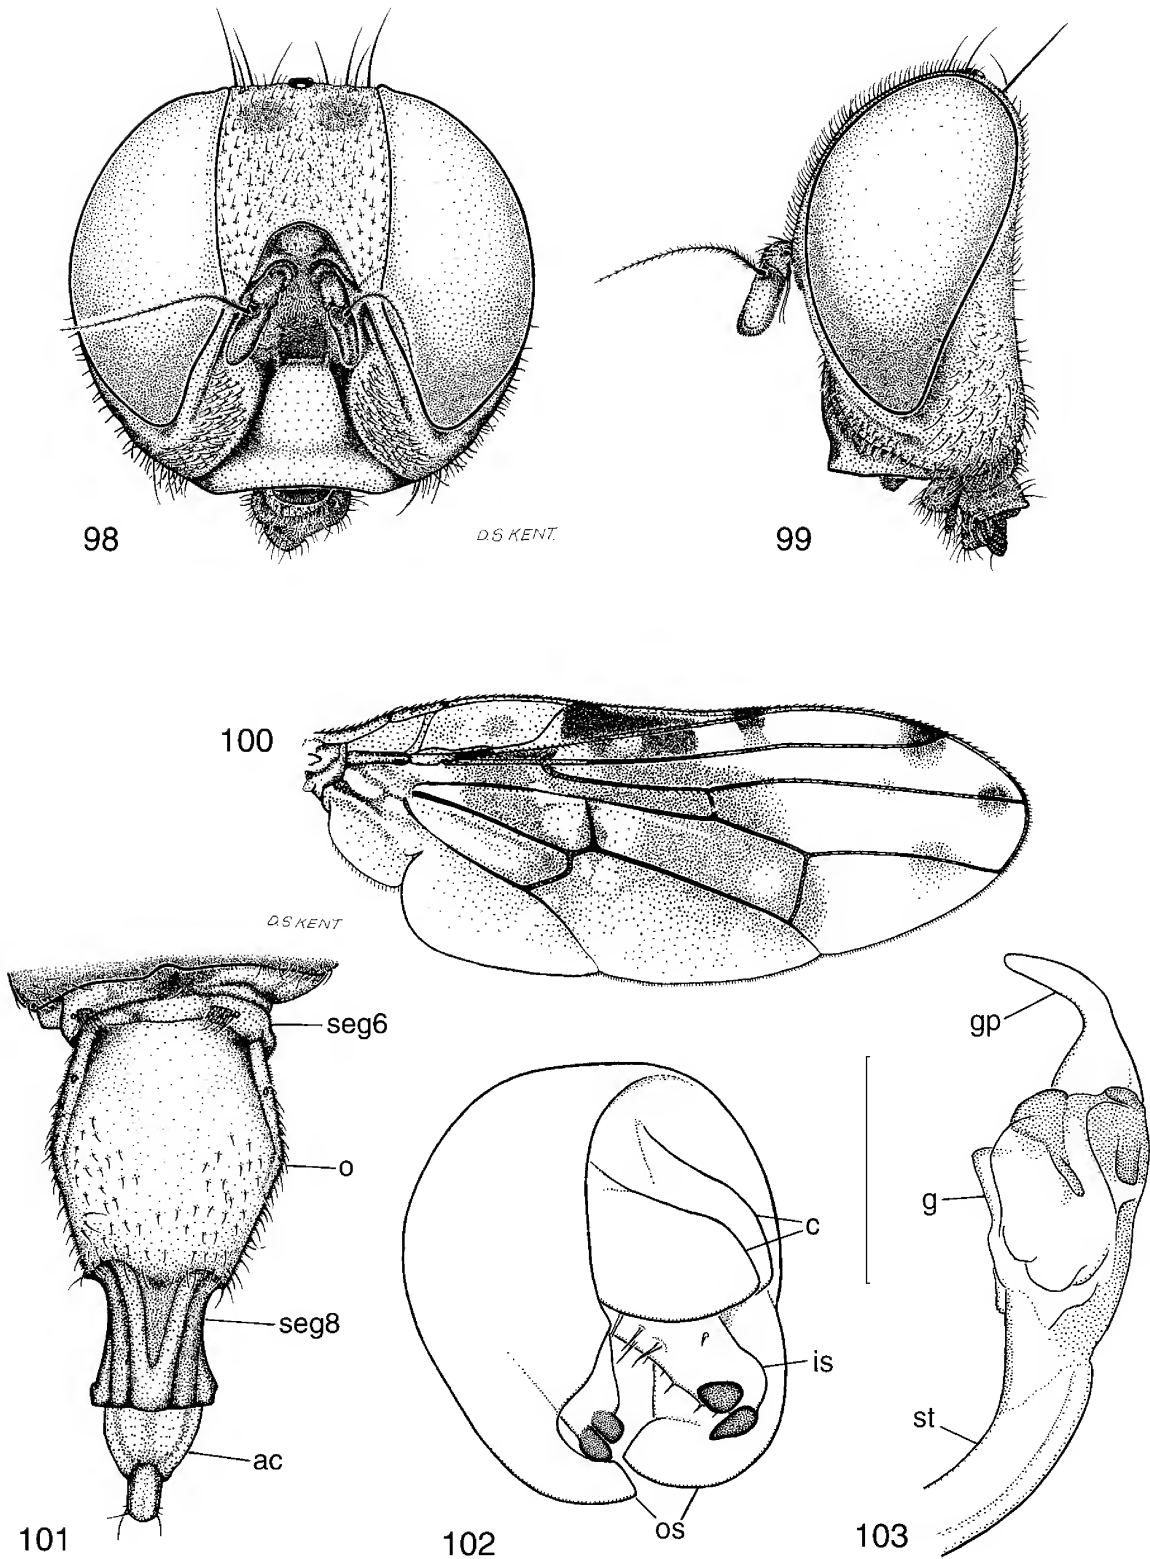 98
D.S KENT.
99
100
D.S KENT
seg6
o
seg8
ac
101
c
is
os
102
gp
g
st
103